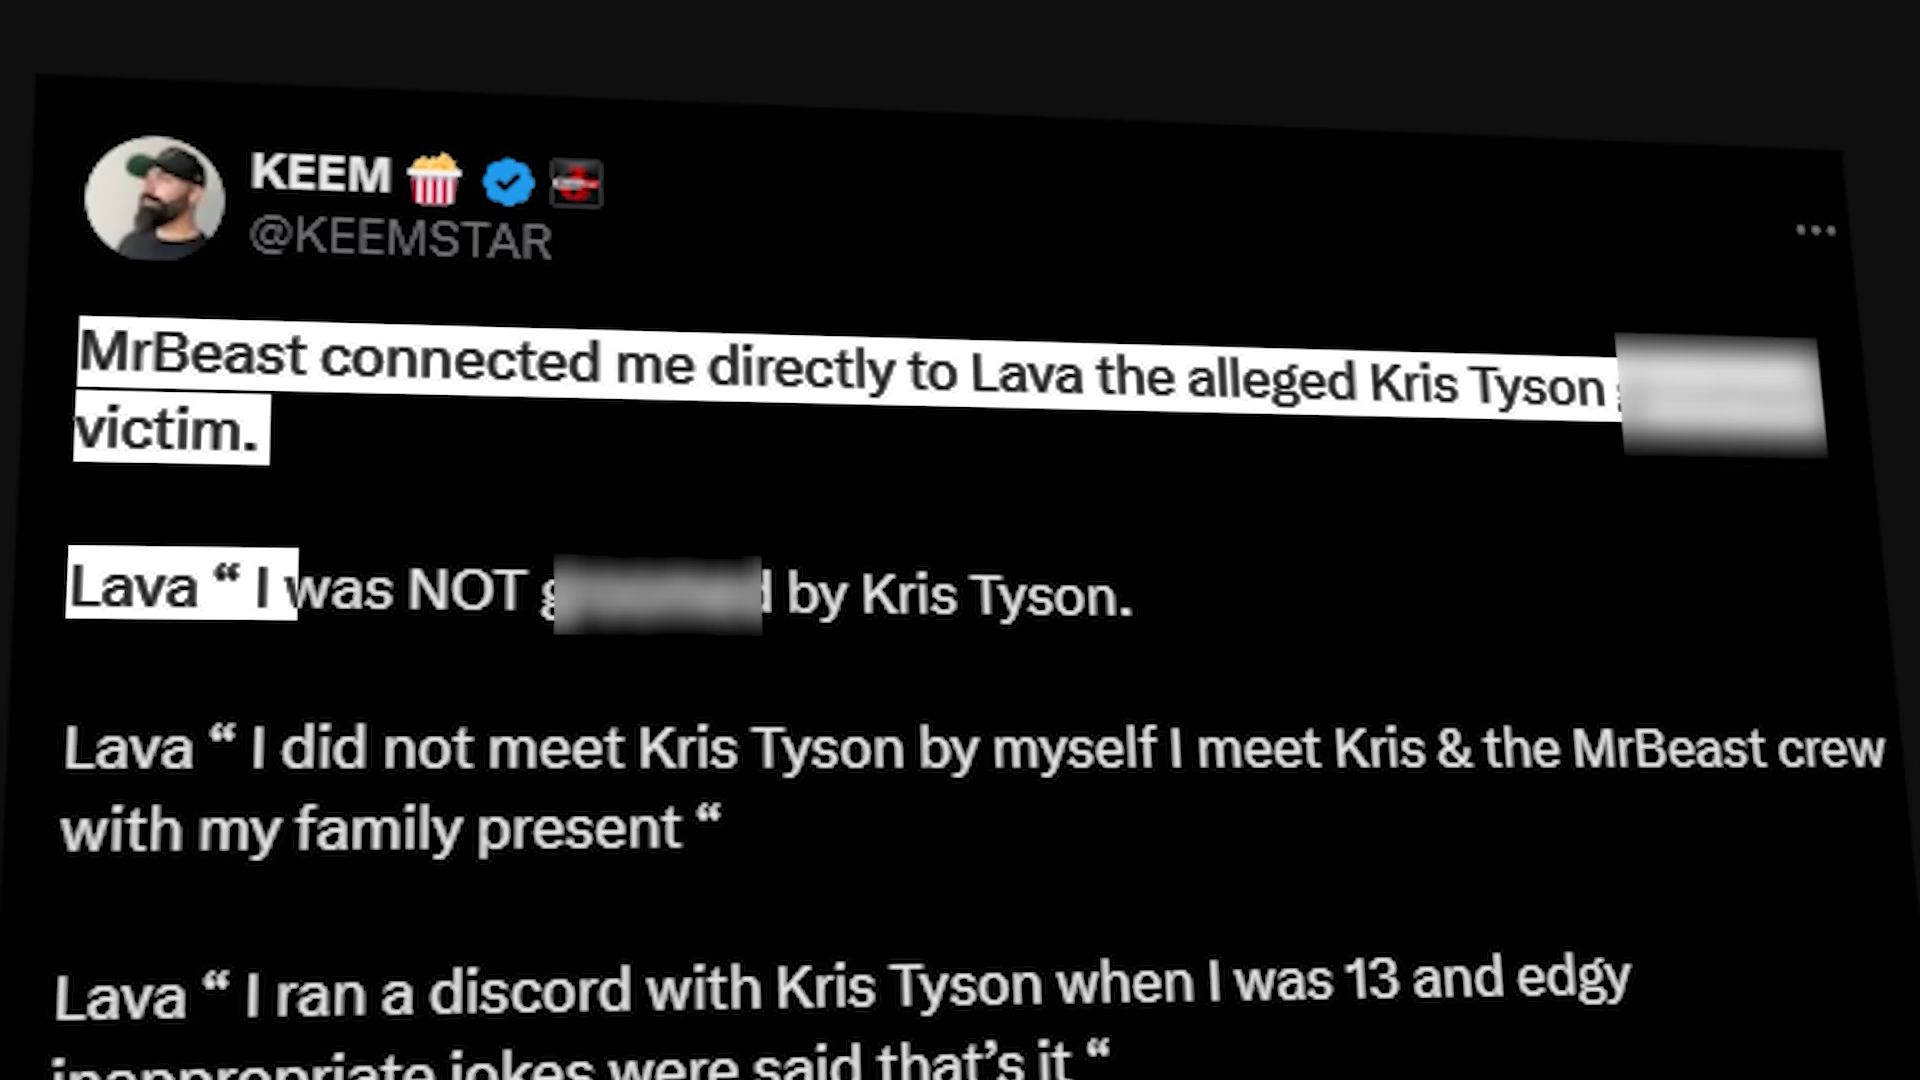 KEEM
@KEEMSTAR
MrBeast connected me directly to Lava the alleged Kris Tyson
victim.
Lava “ I was NOT by Kris Tyson.
Lava “ I did not meet Kris Tyson by myself I meet Kris & the MrBeast crew
with my family present “
Lava “ I ran a discord with Kris Tyson when I was 13 and edgy
inappropriate jokes were said that’s it “